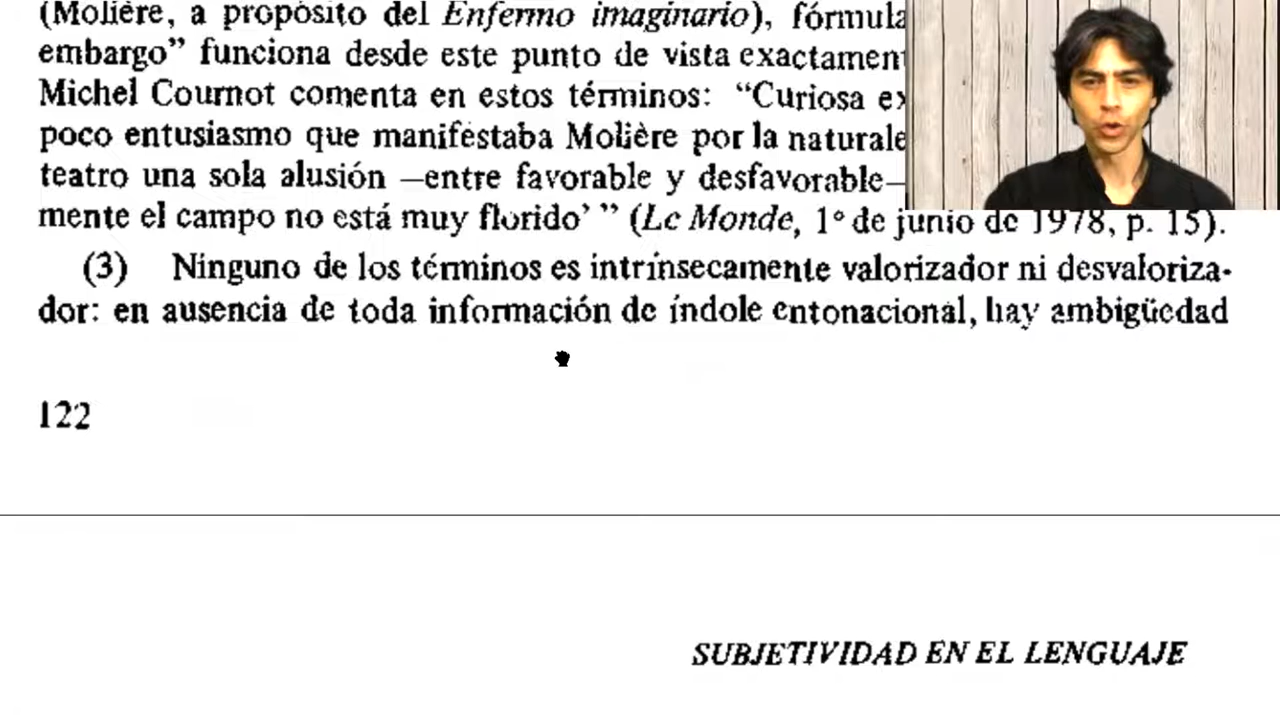 (Molière, a propósito del Enfermo imaginario), fórmula
embargo” funciona desde este punto de vista exactamen
Michel Cournot comenta en estos términos: “Curiosa ex
poco entusiasmo que manifestaba Molière por la naturale
teatro una sola alusión —entre favorable y desfavorable—
mente el campo no está muy florido’ ” (Le Monde, 1º de junio de 1978, p. 15).
(3) Ninguno de los términos es intrínsecamente valorizador ni desvaloriza-
dor: en ausencia de toda información de índole entonacional, hay ambigüedad
122
SUBJETIVIDAD EN EL LENGUAJE